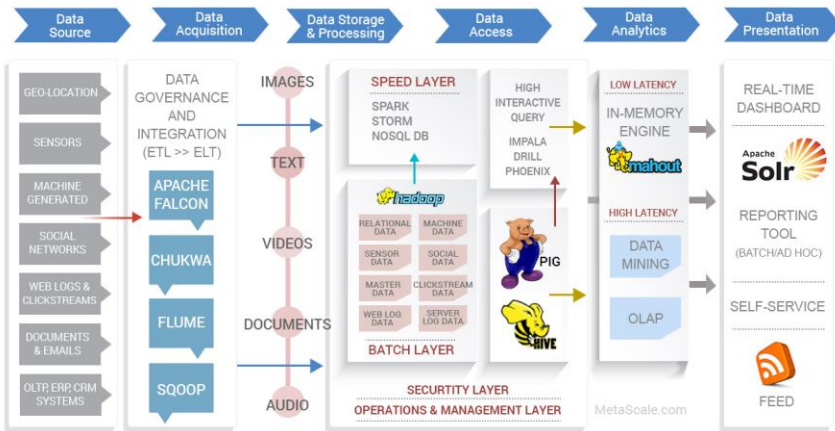 Data
Source
Data
Acquisition
Data Storage
& Processing
Data
Access
Data
Analytics
Data
Presentation
GEO-LOCATION
SENSORS
MACHINE
GENERATED
SOCIAL
NETWORKS
WEB LOGS &
CLICKSTREAMS
DOCUMENTS
& EMAILS
OLTP, ERP, CRM
SYSTEMS
DATA
GOVERNANCE
AND
INTEGRATION
(ETL >> ELT)
APACHE
FALCON
CHUKWA
FLUME
SQOOP
IMAGES
TEXT
VIDEOS
DOCUMENTS
AUDIO
SPEED LAYER
SPARK
STORM
NOSQL DB
hadoop
RELATIONAL
DATA
MACHINE
DATA
SENSOR
DATA
SOCIAL
DATA
MASTER
DATA
CLICKSTREAM
DATA
WEB LOG
DATA
SERVER
LOG DATA
BATCH LAYER
HIGH
INTERACTIVE
QUERY
IMPALA
DRILL
PHOENIX
PIG
HIVE
SECURTITY LAYER
OPERATIONS & MANAGEMENT LAYER
LOW LATENCY
IN-MEMORY
ENGINE
mahout
HIGH LATENCY
DATA
MINING
OLAP
MetaScale.com
REAL-TIME
DASHBOARD
Apache
Solr
REPORTING
TOOL
(BATCH/AD HOC)
SELF-SERVICE
FEED